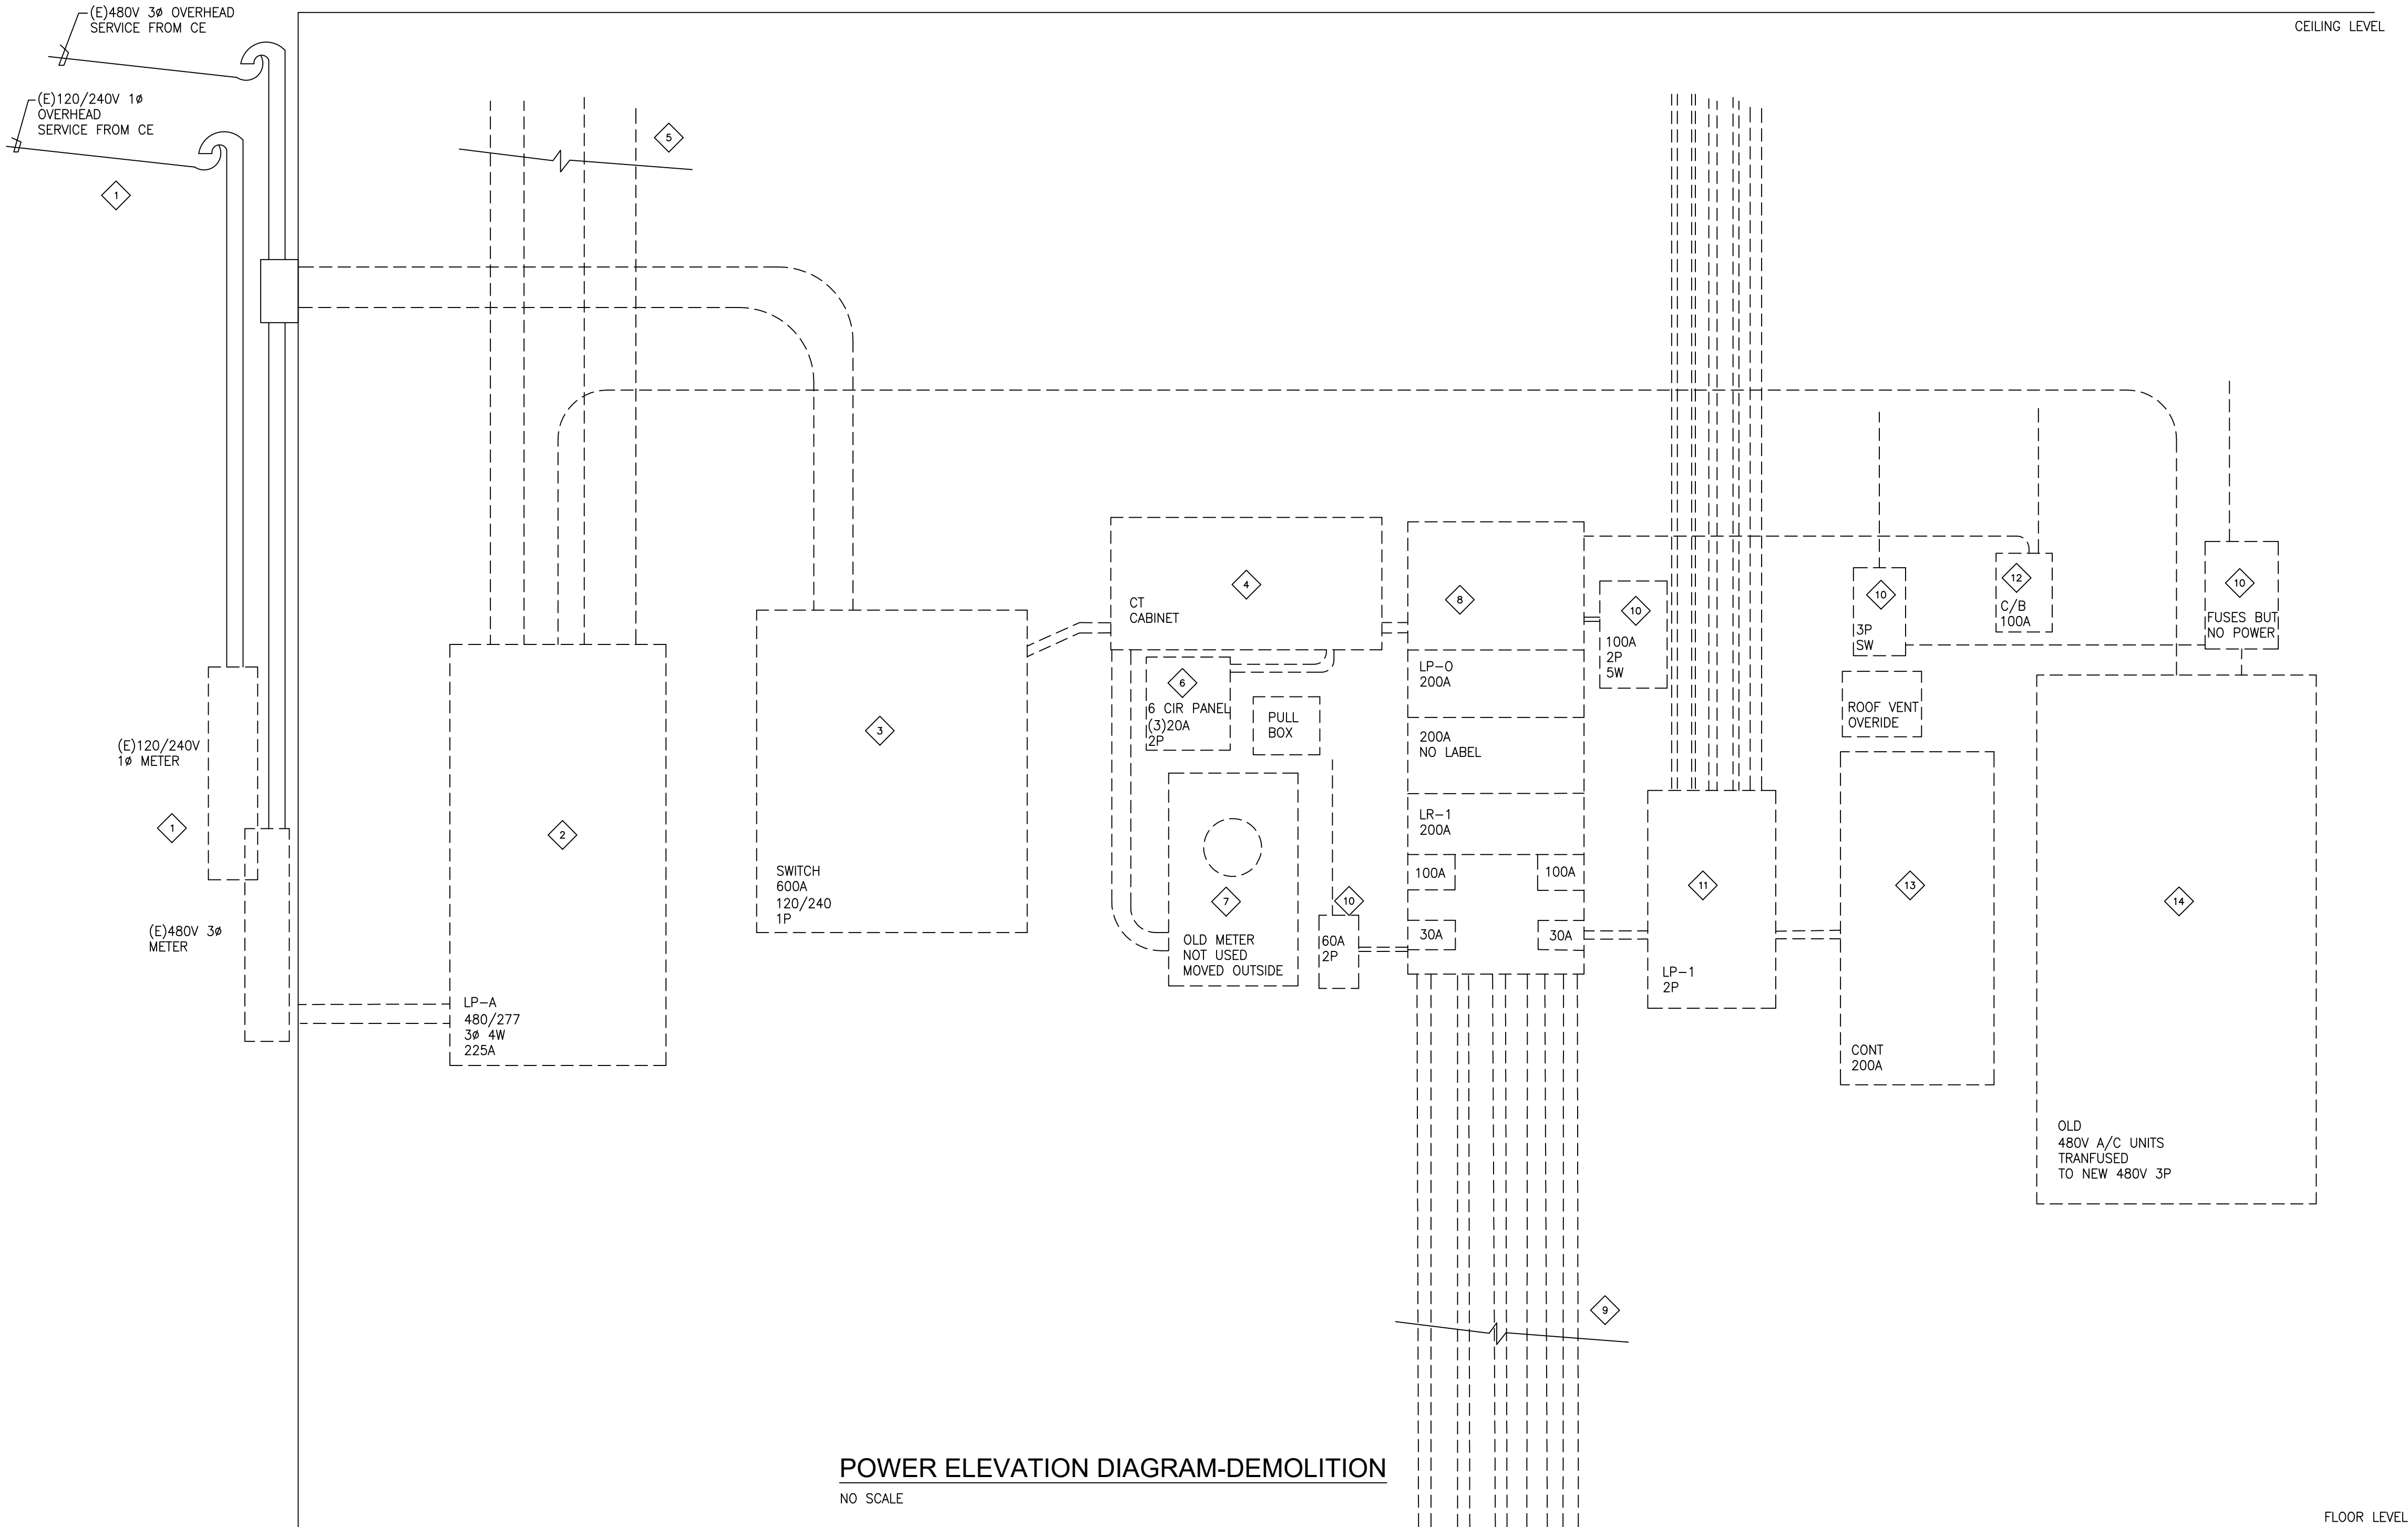 (E)480V 3ø OVERHEAD
SERVICE FROM CE
CEILING LEVEL
(E)120/240V 1ø
OVERHEAD
SERVICE FROM CE
5
1
4
CT
CABINET
8
10
100A
2P
5W
10
3P
SW
12
C/B
100A
10
FUSES BUT
NO POWER
LP-O
200A
6
6 CIR PANEL
(3)20A
2P
PULL
BOX
200A
NO LABEL
ROOF VENT
OVERIDE
(E)120/240V
1ø METER
1
2
3
SWITCH
600A
120/240
1P
LR-1
200A
100A
100A
30A
30A
7
OLD METER
NOT USED
MOVED OUTSIDE
10
60A
2P
11
LP-1
2P
13
CONT
200A
14
OLD
480V A/C UNITS
TRANFUSED
TO NEW 480V 3P
(E)480V 3ø
METER
LP-A
480/277
3ø 4W
225A
9
POWER ELEVATION DIAGRAM-DEMOLITION
NO SCALE
FLOOR LEVEL